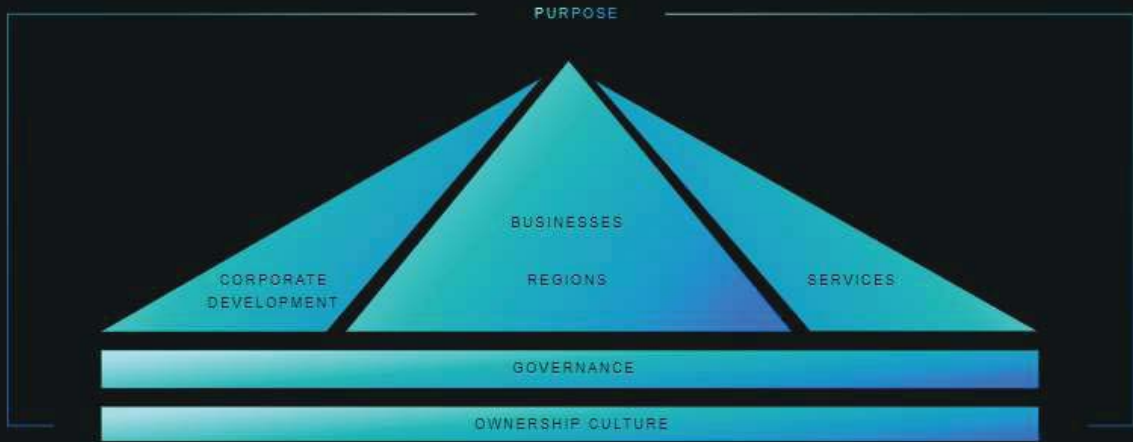 PURPOSE
BUSINESSES
CORPORATE
DEVELOPMENT
REGIONS
SERVICES
GOVERNANCE
OWNERSHIP CULTURE